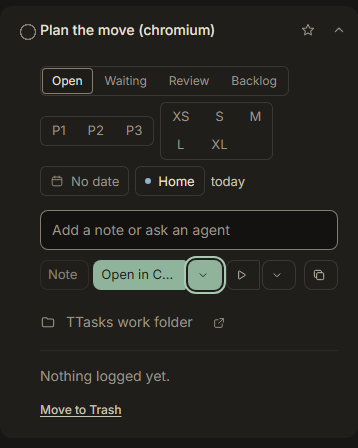 Plan the move (chromium)
Open Waiting Review Backlog
P1 P2 P3
XS S M
L XL
No date Home today
Add a note or ask an agent
Note Open in C...
TTasks work folder
Nothing logged yet.
Move to Trash